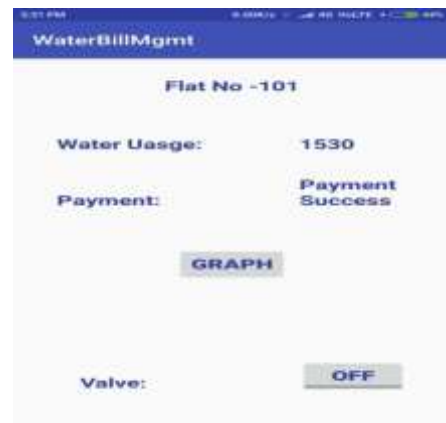 WaterBillMgmt
Flat No -101
Water Uasge: 1530
Payment: Payment
Success
GRAPH
Valve: OFF